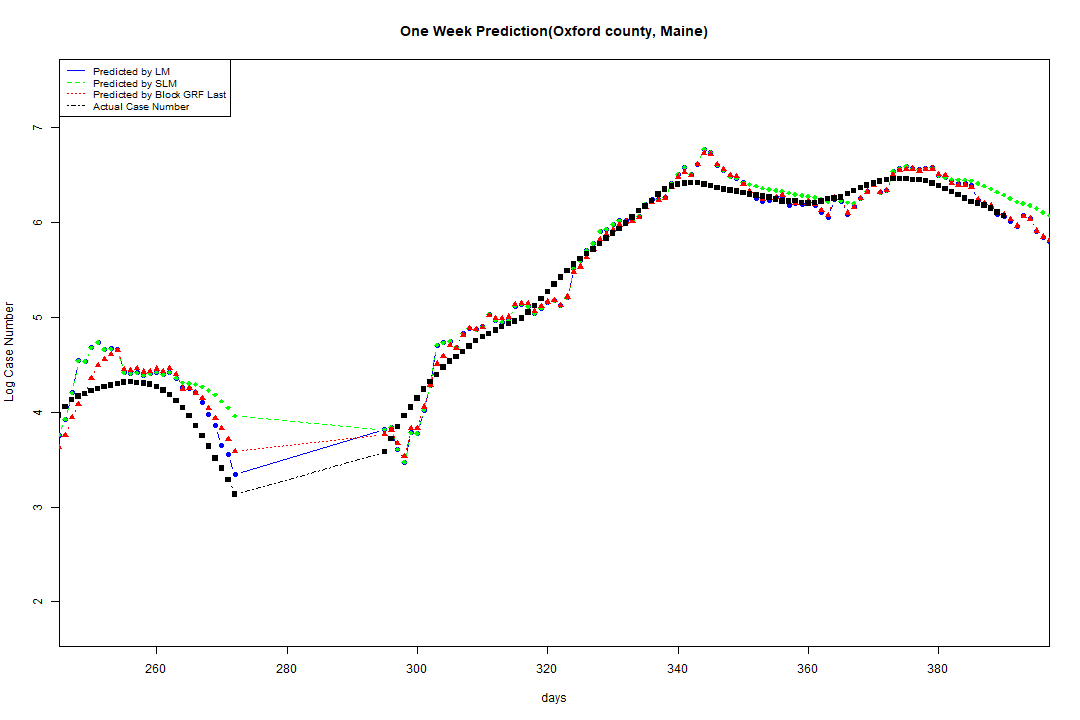 One Week Prediction(Oxford county, Maine)
Predicted by LM
Predicted by SLM
Predicted by Block GRF Last
Actual Case Number
7
6
5
4
3
2
Log Case Number
260 280 300 320 340 360 380
days